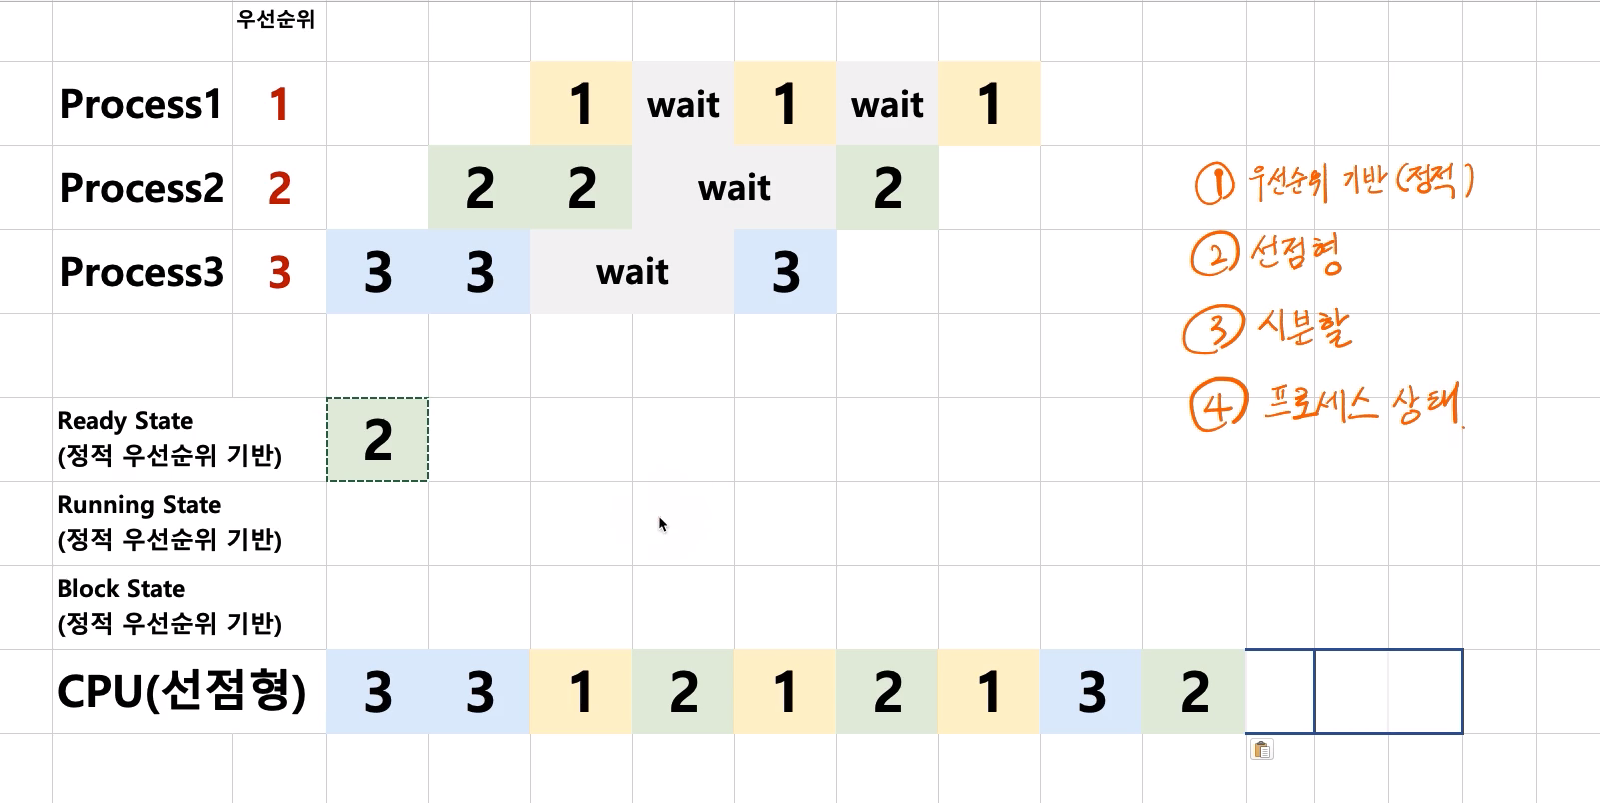 우선순위
Process1 1 1 wait 1 wait 1
Process2 2 2 2 wait 2
Process3 3 3 3 wait 3
① 우선순위 기반 (정적)
② 선점형
③ 시분할
④ 프로세스 상태.
Ready State
(정적 우선순위 기반)
2
Running State
(정적 우선순위 기반)
Block State
(정적 우선순위 기반)
CPU(선점형) 3 3 1 2 1 2 1 3 2